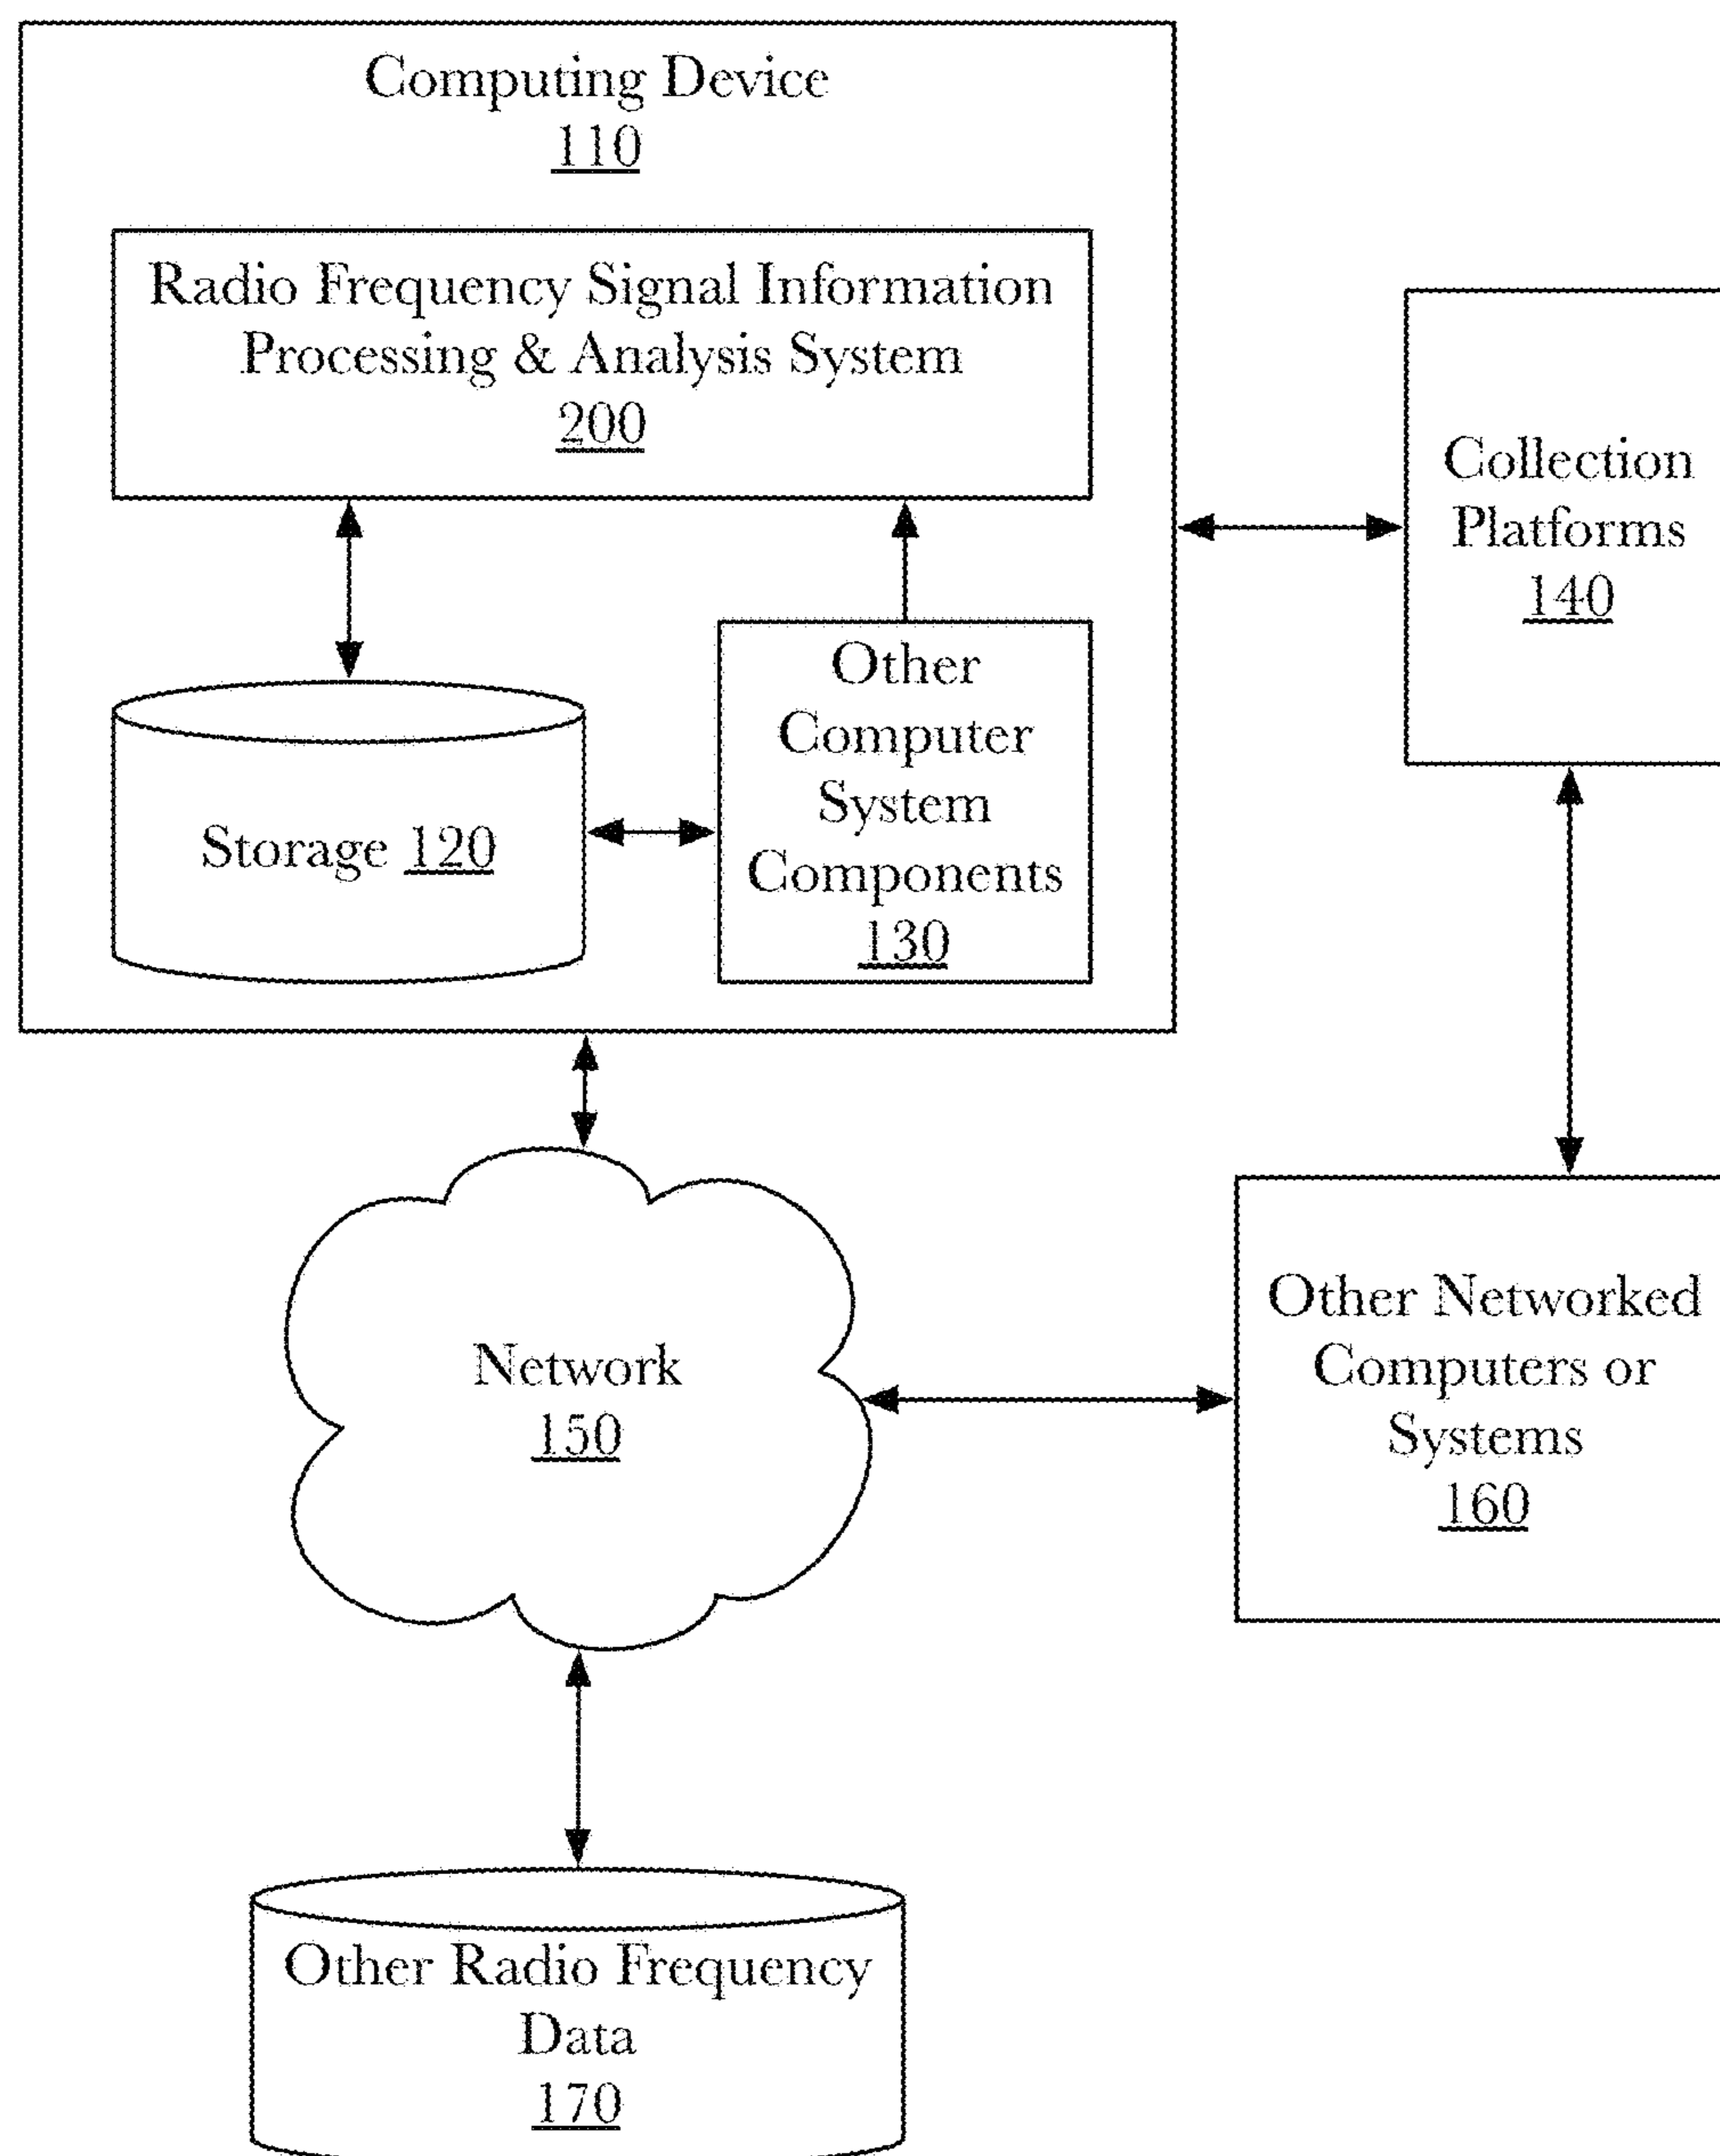 Computing Device
110
Radio Frequency Signal Information
Processing & Analysis System
200
Collection
Platforms
140
Other
Computer
System
Components
130
Storage 120
Network
150
Other Networked
Computers or
Systems
160
Other Radio Frequency
Data
170